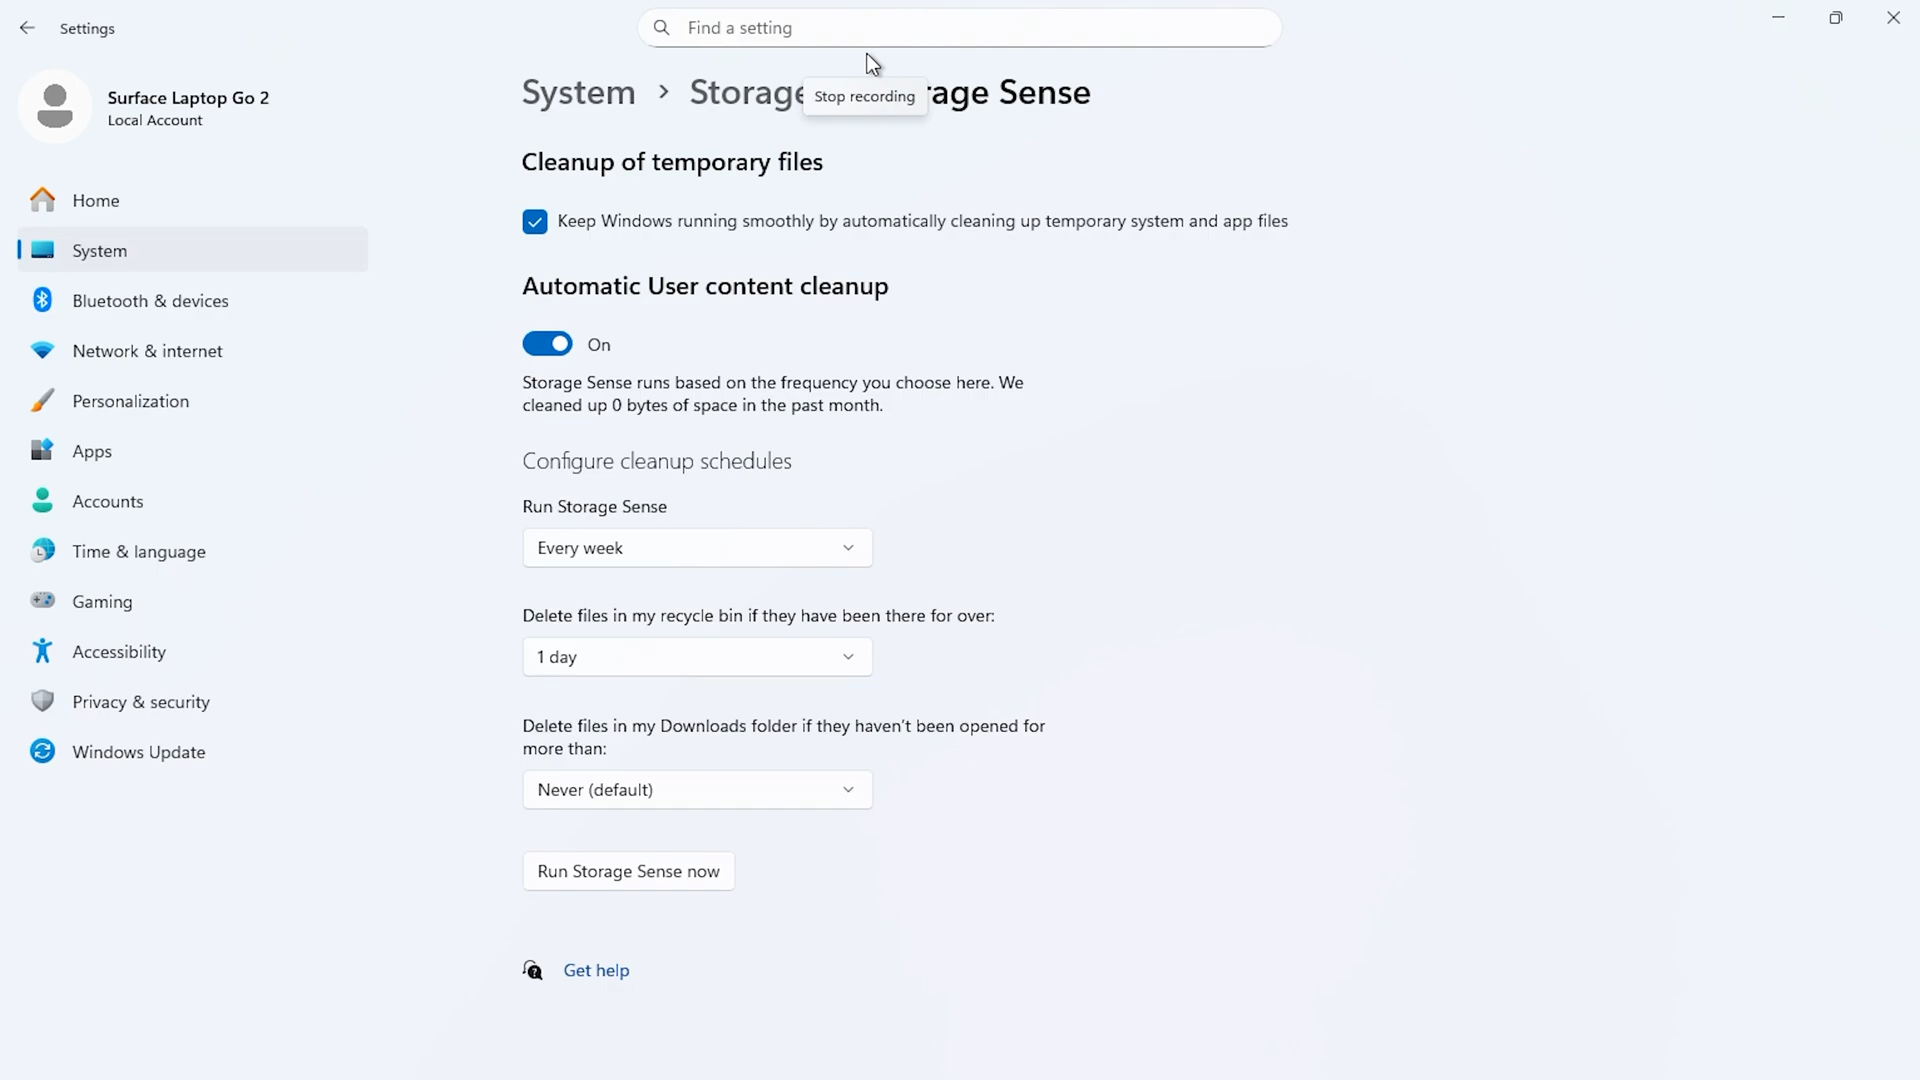 Settings
Find a setting
Surface Laptop Go 2
Local Account
Home
System
Bluetooth & devices
Network & internet
Personalization
Apps
Accounts
Time & language
Gaming
Accessibility
Privacy & security
Windows Update
System > Storage rage Sense
Stop recording
Cleanup of temporary files
Keep Windows running smoothly by automatically cleaning up temporary system and app files
Automatic User content cleanup
On
Storage Sense runs based on the frequency you choose here. We
cleaned up 0 bytes of space in the past month.
Configure cleanup schedules
Run Storage Sense
Every week
Delete files in my recycle bin if they have been there for over:
1 day
Delete files in my Downloads folder if they haven't been opened for
more than:
Never (default)
Run Storage Sense now
Get help